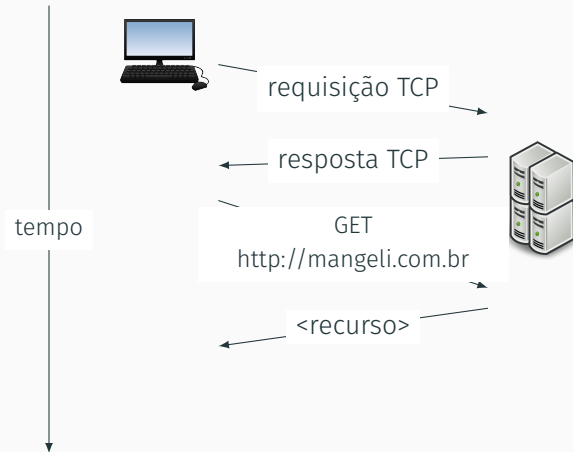 requisição TCP
resposta TCP
tempo
GET
http://mangeli.com.br
<recurso>